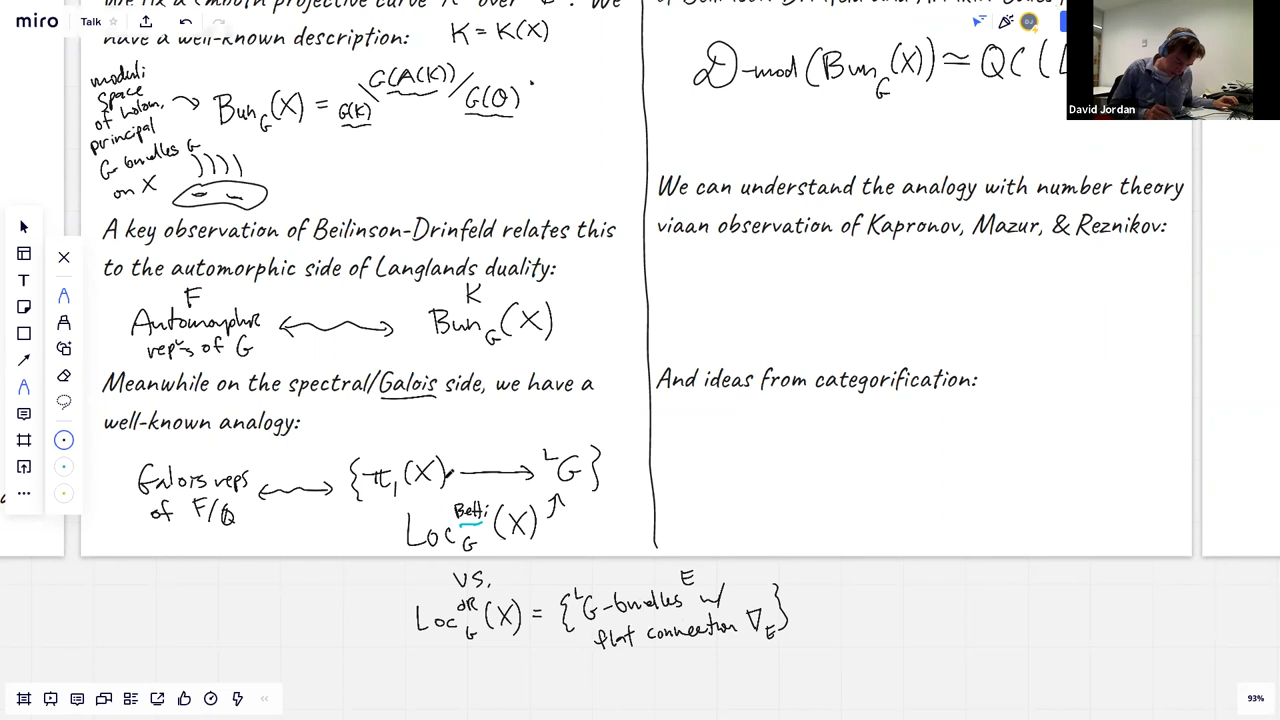 miro Talk
we fix a smooth projective curve X over C. We
have a well-known description: K = K(X)
moduli
space
of holom.
principal
G bundles
on X
Bun_G(X) = G(K)\G(A(K))/G(O)
G
A key observation of Beilinson-Drinfeld relates this
to the automorphic side of Langlands duality:
F K
Automorphic Bun_G(X)
rep'ns of G
Meanwhile on the spectral/Galois side, we have a
well-known analogy:
Galois reps {π₁(X) → ᴸG}
of F/Q
Loc_G^Betti (X)
vs.
Loc_G^dR (X) = {ᴸG-bundles E w/
flat connection ∇_E}
D-mod(Bun_G(X)) ≃ QC(
We can understand the analogy with number theory
viaan observation of Kapronov, Mazur, & Reznikov:
And ideas from categorification:
DJ
David Jordan
93%